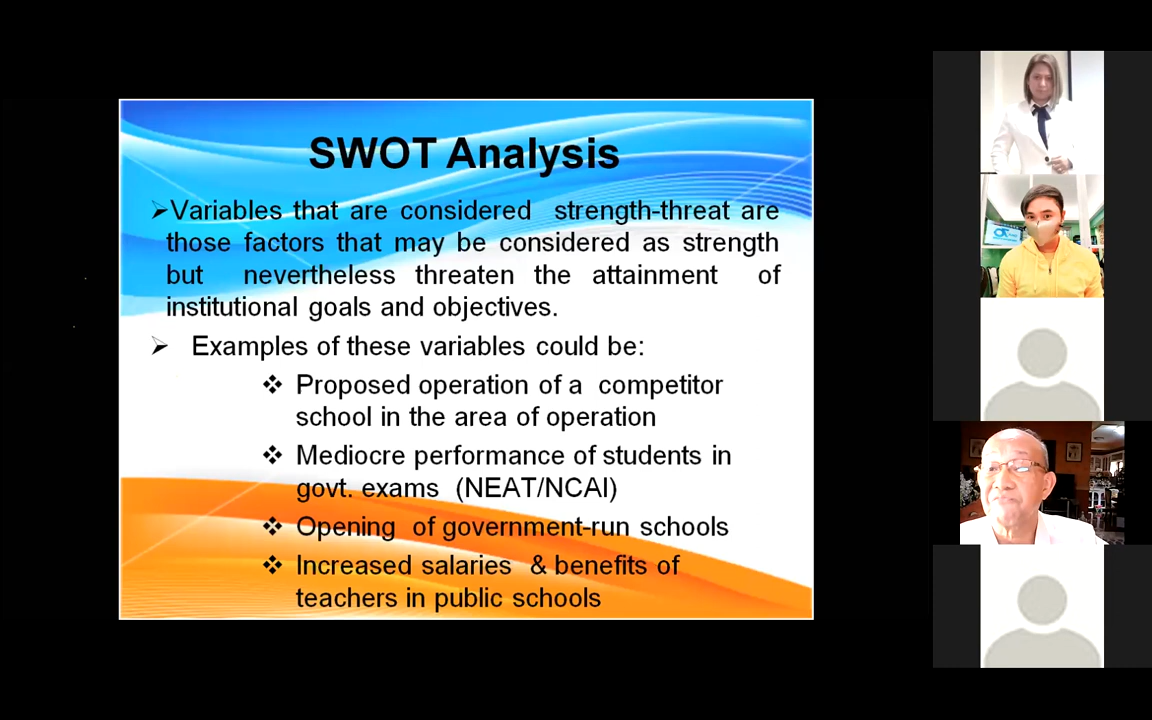 SWOT Analysis
➢Variables that are considered strength-threat are
those factors that may be considered as strength
but nevertheless threaten the attainment of
institutional goals and objectives.
➢ Examples of these variables could be:
❖ Proposed operation of a competitor
school in the area of operation
❖ Mediocre performance of students in
govt. exams (NEAT/NCAI)
❖ Opening of government-run schools
❖ Increased salaries & benefits of
teachers in public schools